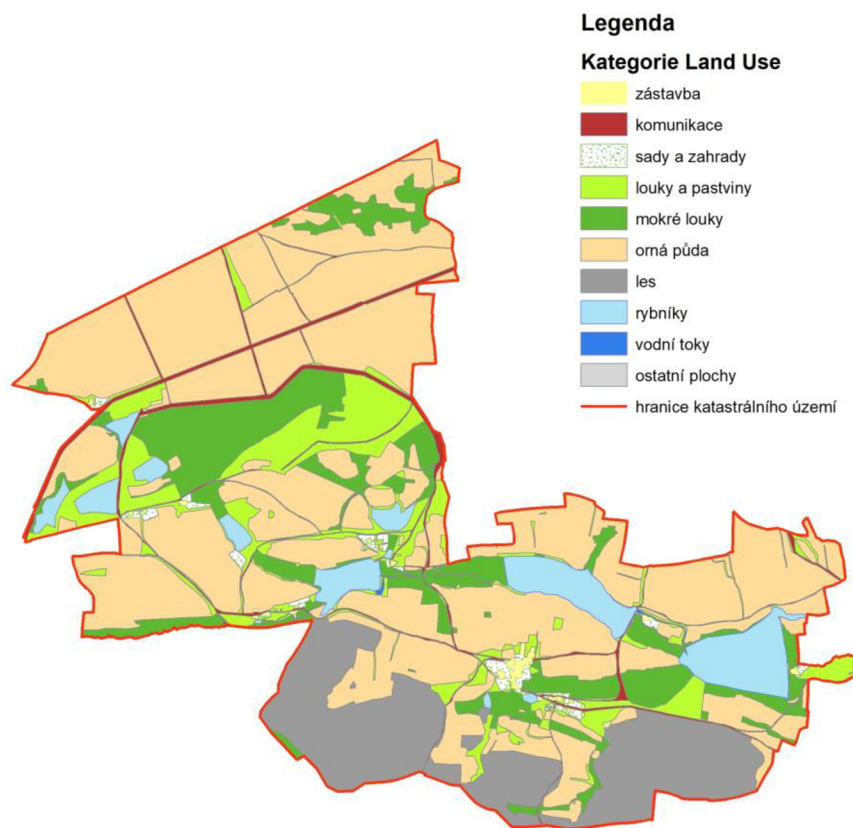 Legenda
Kategorie Land Use
zástavba
komunikace
sady a zahrady
louky a pastviny
mokré louky
orná půda
les
rybníky
vodní toky
ostatní plochy
hranice katastrálního území